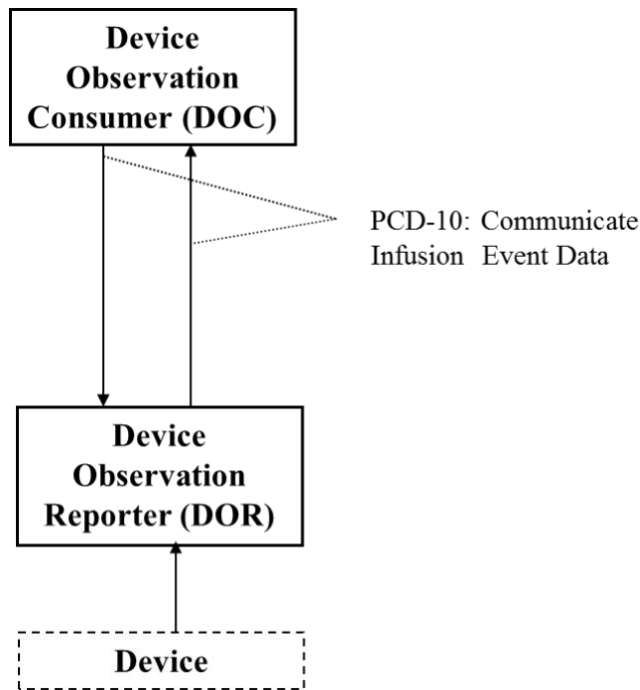 Device
Observation
Consumer (DOC)
PCD-10: Communicate
Infusion Event Data
Device
Observation
Reporter (DOR)
Device